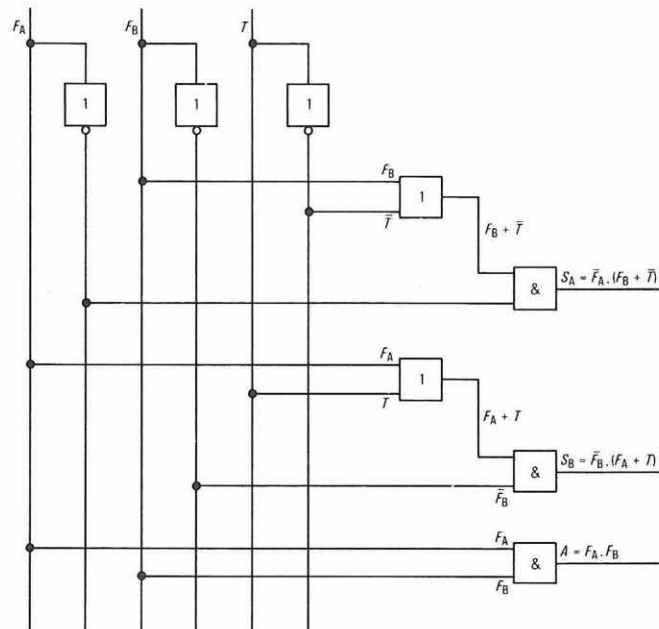 F_A F_B T
1 1 1
F_B
1
T̅
F_B + T̅
S_A = F̅_A . (F_B + T̅)
&
F_A
1
T
F_A + T
S_B = F̅_B . (F_A + T)
&
F̅_B
F_A
& A = F_A . F_B
F_B